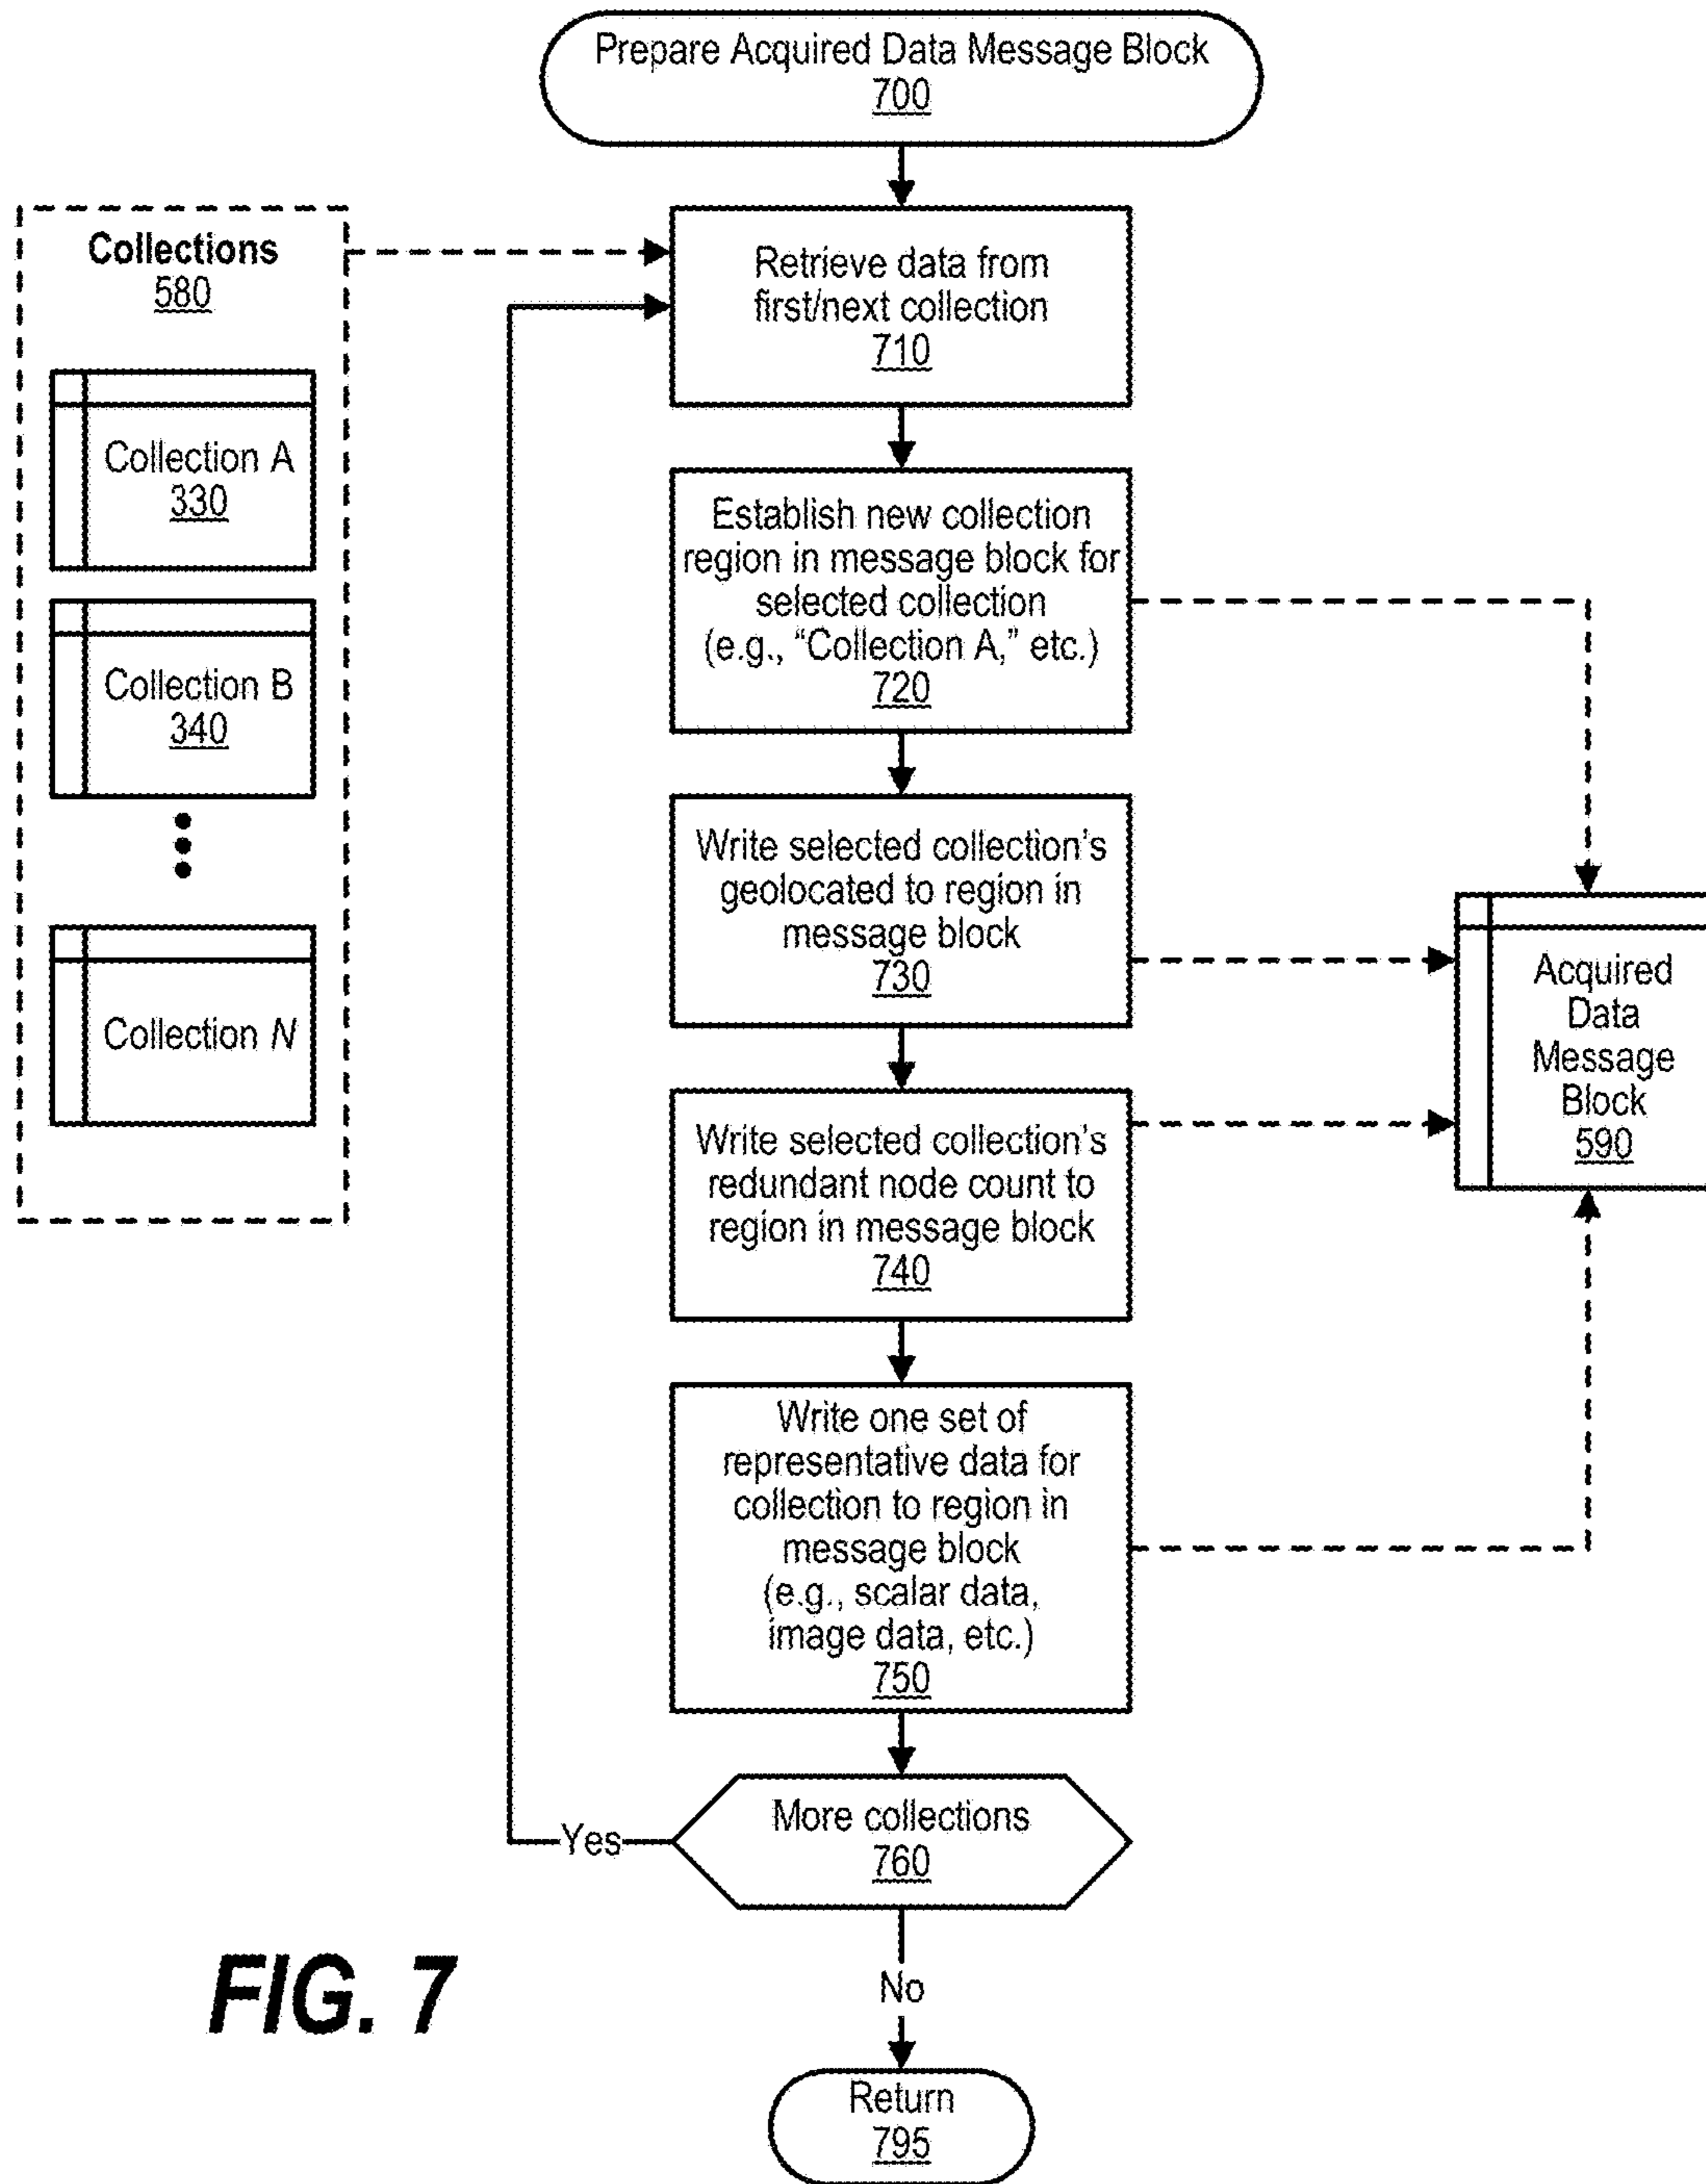 Prepare Acquired Data Message Block
700
Collections
580
Collection A
330
Collection B
340
Collection N
Retrieve data from
first/next collection
710
Establish new collection
region in message block for
selected collection
(e.g., “Collection A,” etc.)
720
Write selected collection's
geolocated to region in
message block
730
Write selected collection's
redundant node count to
region in message block
740
Write one set of
representative data for
collection to region in
message block
(e.g., scalar data,
image data, etc.)
750
Acquired
Data
Message
Block
590
More collections
760
Yes
No
Return
795
FIG. 7